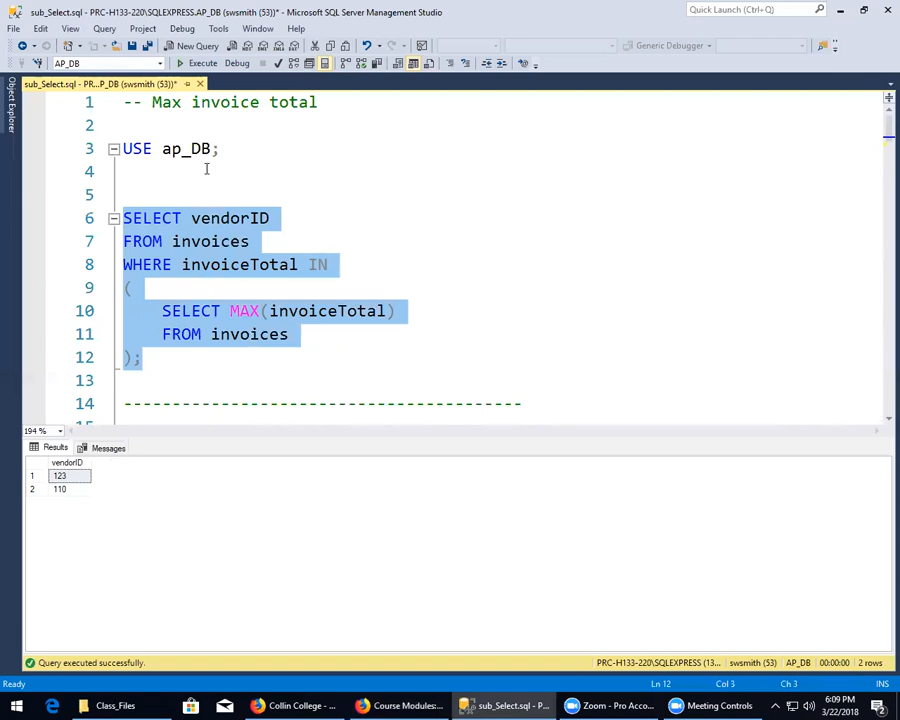 sub_Select.sql - PRC-H133-220\SQLEXPRESS.AP_DB (swsmith (53))* - Microsoft SQL Server Management Studio
Quick Launch (Ctrl+Q)
File Edit View Query Project Debug Tools Window Help
New Query
Generic Debugger
AP_DB
Execute Debug
sub_Select.sql - PR...P_DB (swsmith (53))*
Object Explorer
1 -- Max invoice total
2
3 USE ap_DB;
4
5
6 SELECT vendorID
7 FROM invoices
8 WHERE invoiceTotal IN
9 (
10 SELECT MAX(invoiceTotal)
11 FROM invoices
12 );
13
14 -----------------------------------------
194 %
Results Messages
vendorID
1 123
2 110
Query executed successfully.
PRC-H133-220\SQLEXPRESS (13... swsmith (53) AP_DB 00:00:00 2 rows
Ready
Ln 12 Col 3 Ch 3 INS
Class_Files
Collin College - ...
Course Modules:...
sub_Select.sql - P...
Zoom - Pro Acco...
Meeting Controls
6:09 PM
3/22/2018
2